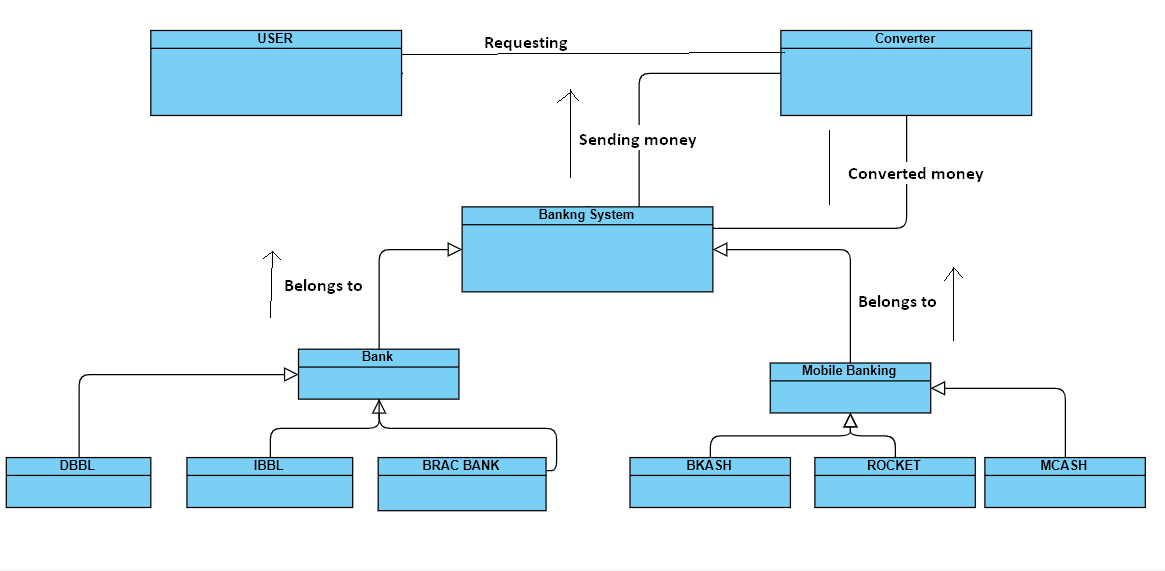 USER
Requesting
Converter
Sending money
Converted money
Bankng System
Belongs to
Belongs to
Bank
Mobile Banking
DBBL
IBBL
BRAC BANK
BKASH
ROCKET
MCASH